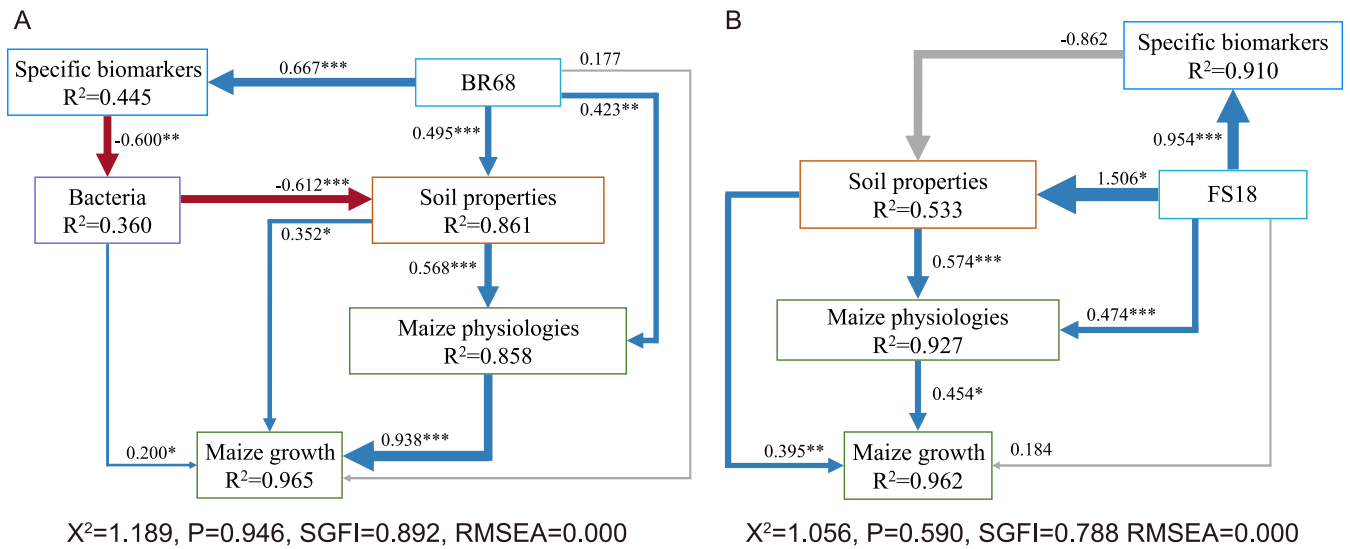 A
Specific biomarkers
R²=0.445
0.667***
BR68
0.177
0.423**
-0.600**
0.495***
Bacteria
R²=0.360
-0.612***
Soil properties
R²=0.861
0.352*
0.568***
Maize physiologies
R²=0.858
0.200*
Maize growth
R²=0.965
0.938***
X²=1.189, P=0.946, SGFI=0.892, RMSEA=0.000
B
-0.862
Specific biomarkers
R²=0.910
0.954***
Soil properties
R²=0.533
1.506*
FS18
0.574***
Maize physiologies
R²=0.927
0.474***
0.454*
0.395**
Maize growth
R²=0.962
0.184
X²=1.056, P=0.590, SGFI=0.788 RMSEA=0.000